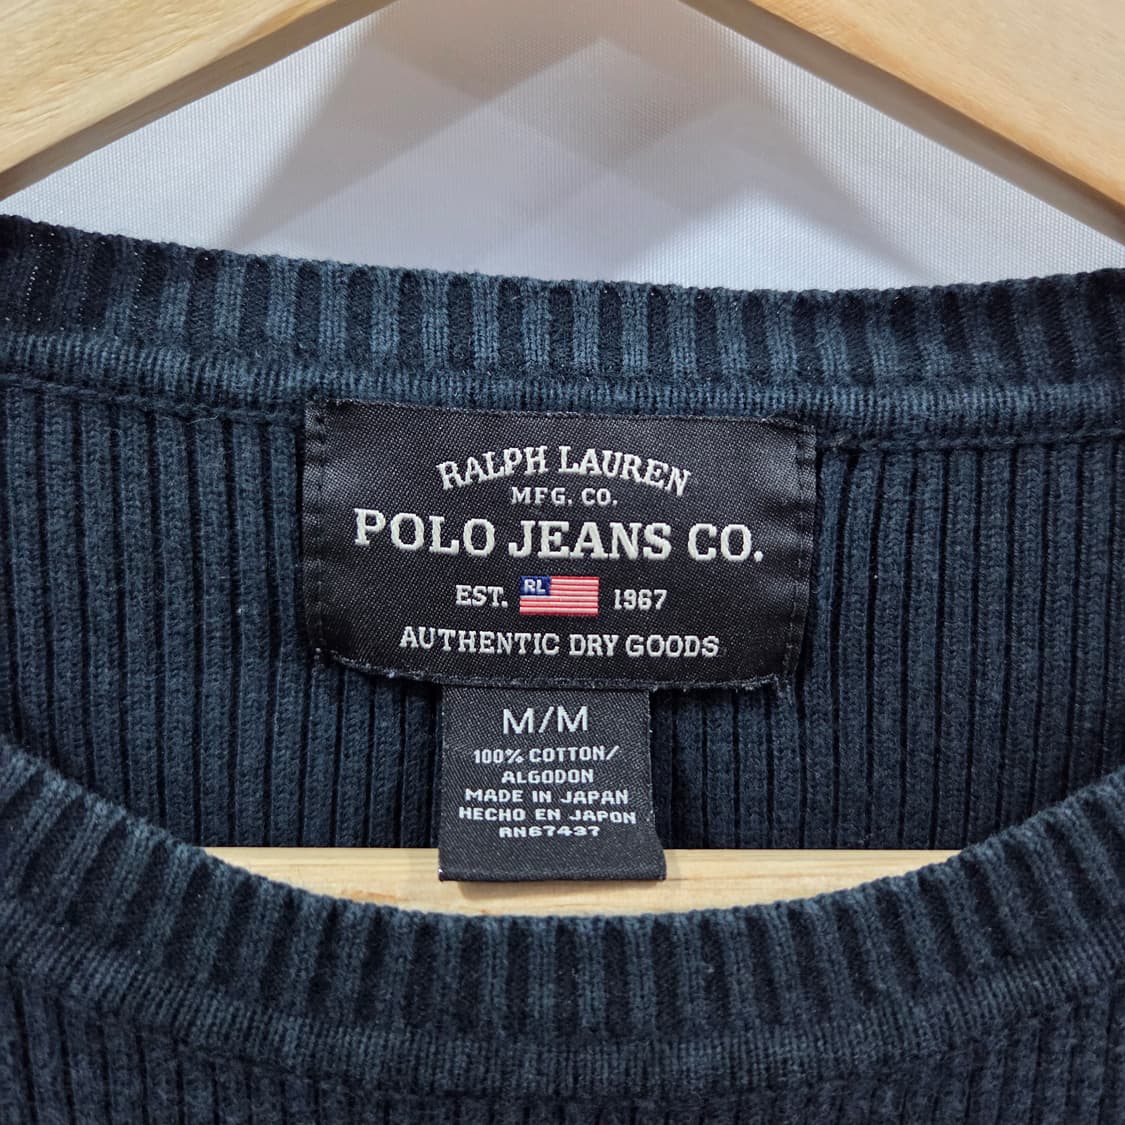 RALPH LAUREN
MFG. CO.
POLO JEANS CO.
EST. RL 1967
AUTHENTIC DRY GOODS
M/M
100% COTTON/
ALGODON
MADE IN JAPAN
HECHO EN JAPON
RN67437